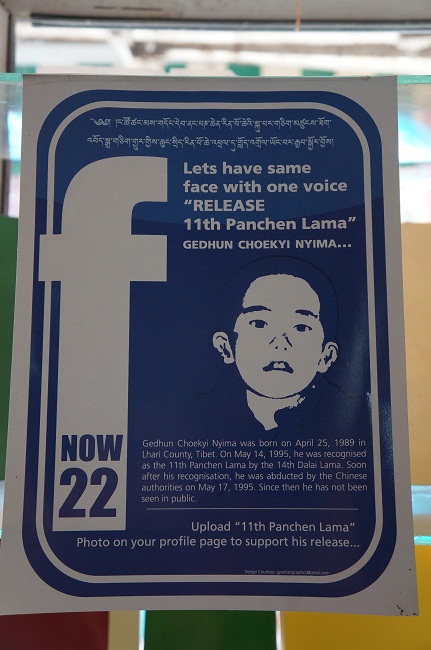 Lets have same
face with one voice
“RELEASE
11th Panchen Lama”
GEDHUN CHOEKYI NYIMA...
f
NOW
22
Gedhun Choekyi Nyima was born on April 25, 1989 in
Lhari County, Tibet. On May 14, 1995, he was recognised
as the 11th Panchen Lama by the 14th Dalai Lama. Soon
after his recognisation, he was abducted by the Chinese
authorities on May 17, 1995. Since then he has not been
seen in public.
Upload “11th Panchen Lama”
Photo on your profile page to support his release...